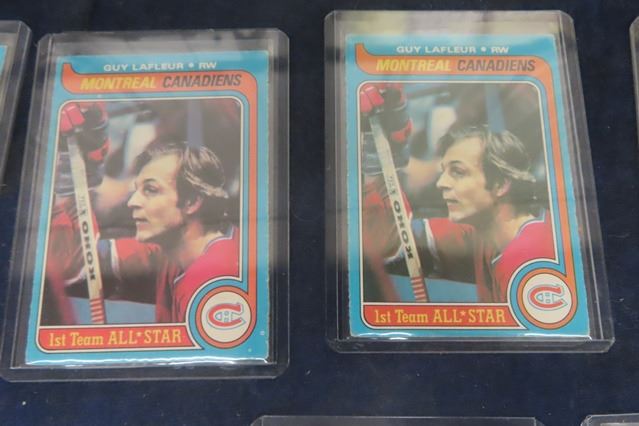 GUY LAFLEUR • RW
MONTREAL CANADIENS
KOHO
1st Team ALL★STAR
GUY LAFLEUR • RW
MONTREAL CANADIENS
KOHO
1st Team ALL★STAR